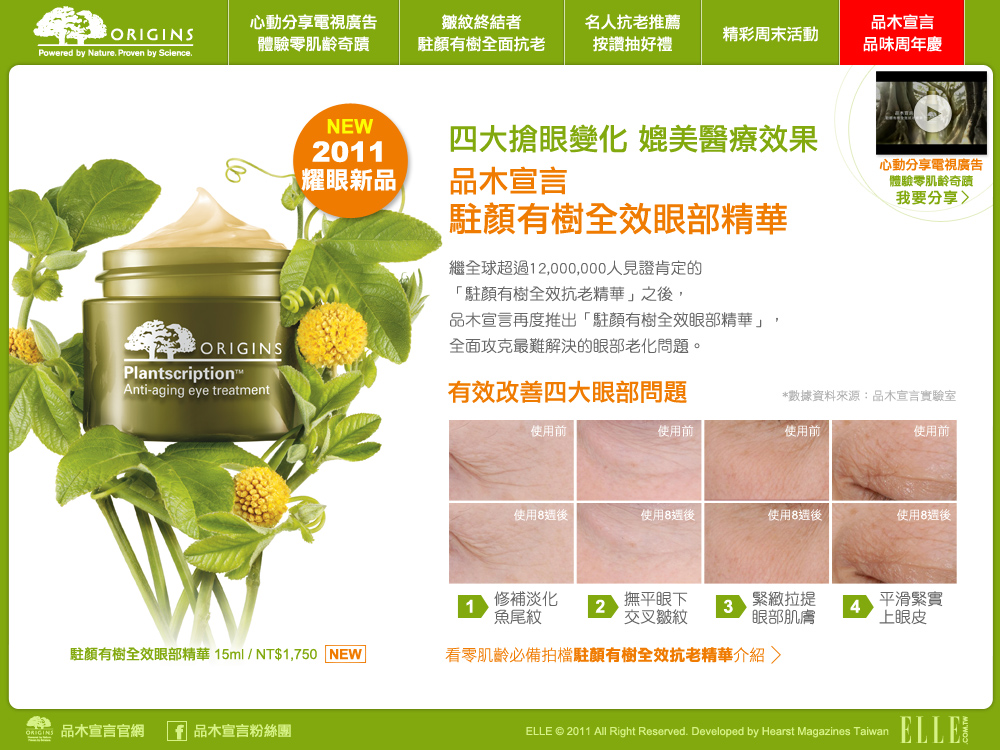 ORIGINS
Powered by Nature. Proven by Science.
心動分享電視廣告
體驗零肌齡奇蹟
皺紋終結者
駐顏有樹全面抗老
名人抗老推薦
按讚抽好禮
精彩周末活動
品木宣言
品味周年慶
NEW
2011
耀眼新品
四大搶眼變化 媲美醫療效果
品木宣言
駐顏有樹全效眼部精華
心動分享電視廣告
體驗零肌齡奇蹟
我要分享
繼全球超過12,000,000人見證肯定的
「駐顏有樹全效抗老精華」之後，
品木宣言再度推出「駐顏有樹全效眼部精華」，
全面攻克最難解決的眼部老化問題。
ORIGINS
Plantscription™
Anti-aging eye treatment
有效改善四大眼部問題
*數據資料來源：品木宣言實驗室
使用前
使用前
使用前
使用前
使用8週後
使用8週後
使用8週後
使用8週後
1 修補淡化
魚尾紋
2 撫平眼下
交叉皺紋
3 緊緻拉提
眼部肌膚
4 平滑緊實
上眼皮
駐顏有樹全效眼部精華 15ml / NT$1,750 NEW
看零肌齡必備拍檔駐顏有樹全效抗老精華介紹
ORIGINS
品木宣言官網
f 品木宣言粉絲團
ELLE © 2011 All Right Reserved. Developed by Hearst Magazines Taiwan
ELLE
.COM.TW